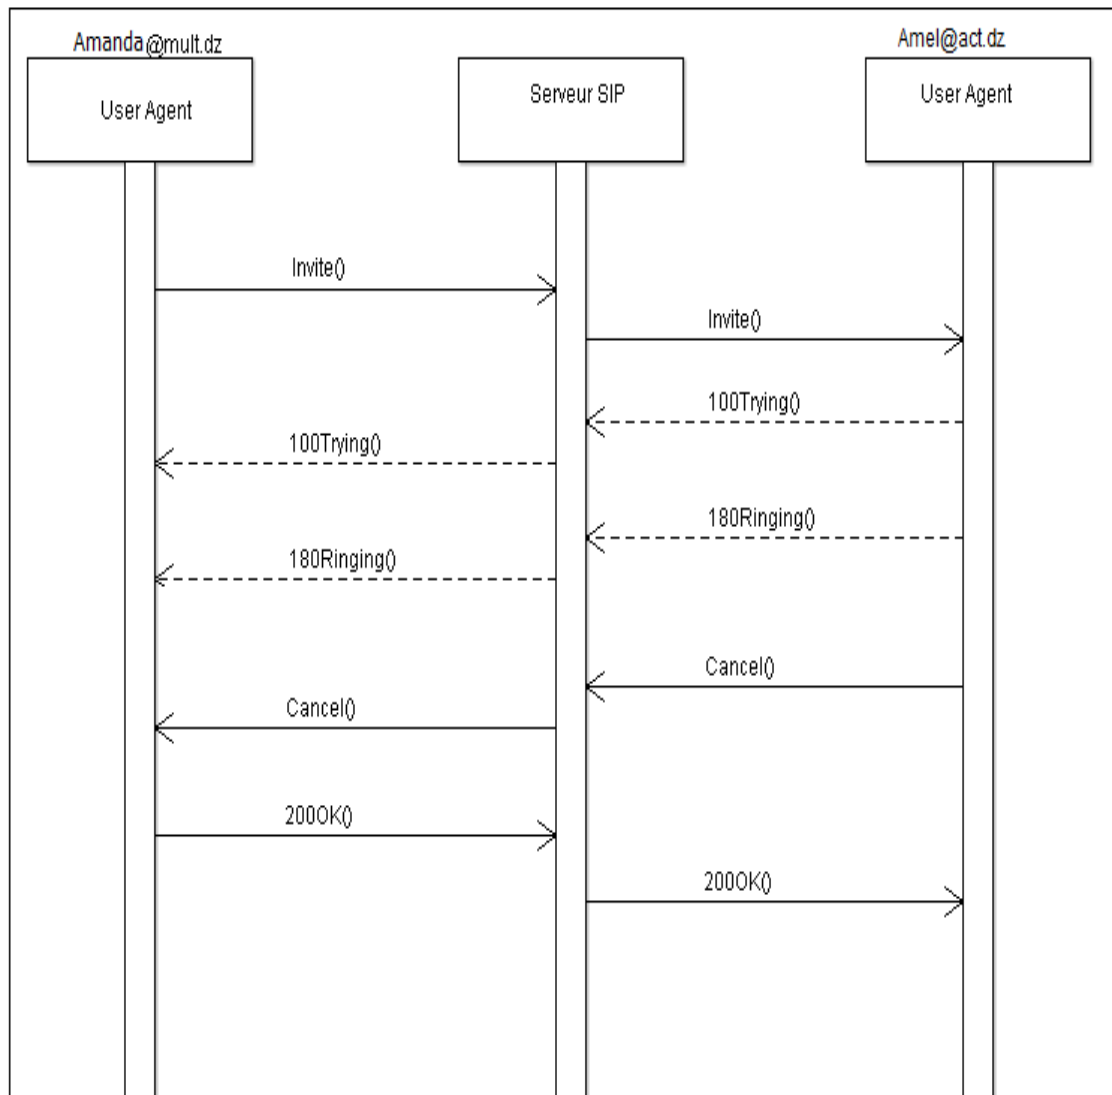 Amanda@mult.dz
Amel@act.dz
User Agent
Serveur SIP
User Agent
Invite()
Invite()
100Trying()
100Trying()
180Ringing()
180Ringing()
Cancel()
Cancel()
200OK()
200OK()